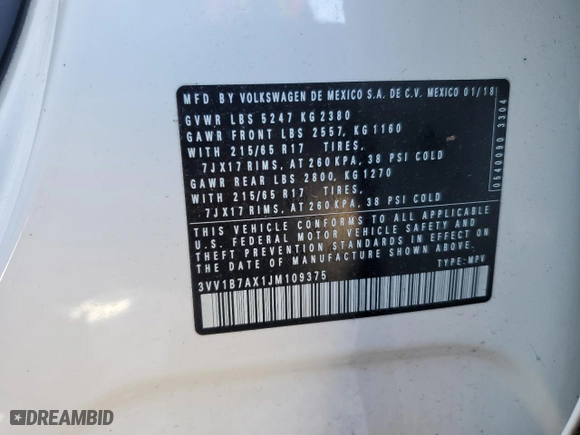 MFD BY VOLKSWAGEN DE MEXICO S.A. DE C.V. MEXICO 01/18
GVWR LBS 5247 KG 2380
GAWR FRONT LBS 2557, KG 1160
WITH 215/65 R17 TIRES,
7JX17 RIMS, AT 260 KPA, 38 PSI COLD
GAWR REAR LBS 2800, KG 1270
WITH 215/65 R17 TIRES,
7JX17 RIMS, AT 260 KPA, 38 PSI COLD
THIS VEHICLE CONFORMS TO ALL APPLICABLE
U.S. FEDERAL MOTOR VEHICLE SAFETY AND
THEFT PREVENTION STANDARDS IN EFFECT ON
THE DATE OF MANUFACTURE SHOWN ABOVE.
3VV1B7AX1JM109375
TYPE: MPV
0540090 3304
DREAMBID